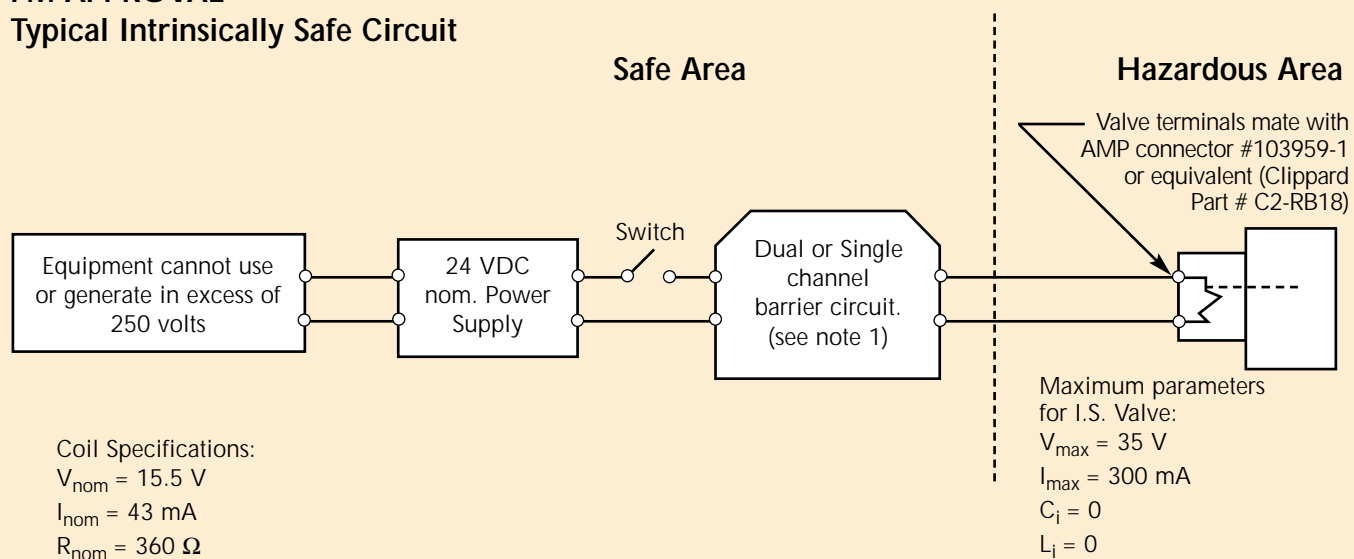 Typical Intrinsically Safe Circuit
Safe Area
Hazardous Area
Valve terminals mate with
AMP connector #103959-1
or equivalent (Clippard
Part # C2-RB18)
Equipment cannot use
or generate in excess of
250 volts
24 VDC
nom. Power
Supply
Switch
Dual or Single
channel
barrier circuit.
(see note 1)
Coil Specifications:
Vnom = 15.5 V
Inom = 43 mA
Rnom = 360 Ω
Maximum parameters
for I.S. Valve:
Vmax = 35 V
Imax = 300 mA
Ci = 0
Li = 0